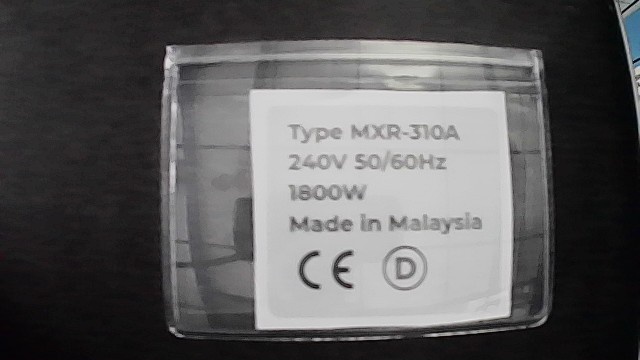 Type MXR-310A
240V 50/60Hz
1800W
Made in Malaysia
CE D